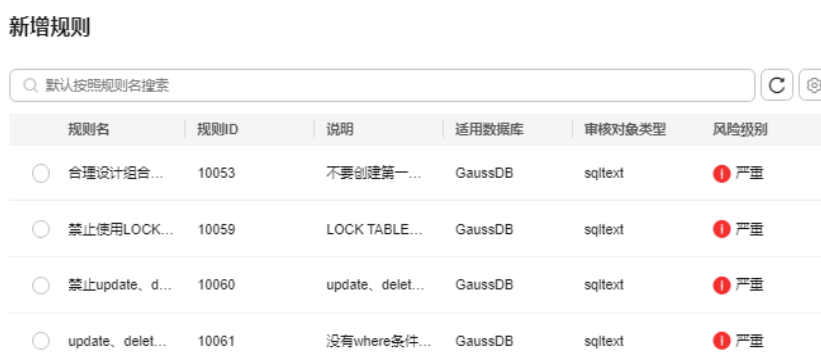 新增规则
默认按照规则名搜索
规则名 规则ID 说明 适用数据库 审核对象类型 风险级别
合理设计组合... 10053 不要创建第一... GaussDB sqltext 严重
禁止使用LOCK... 10059 LOCK TABLE... GaussDB sqltext 严重
禁止update、d... 10060 update、delet... GaussDB sqltext 严重
update、delet... 10061 没有where条件... GaussDB sqltext 严重